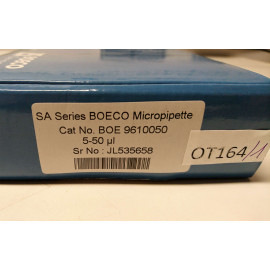 SA Series BOECO Micropipette
Cat No. BOE 9610050
5-50 µl
Sr No : JL535658
OT164/1